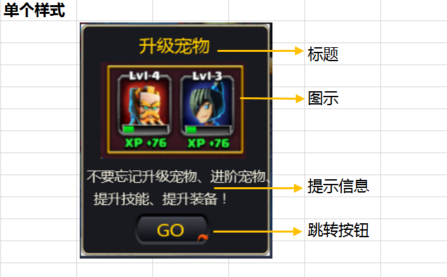 单个样式
升级宠物
标题
Lvl-4 Lvl-3
图示
XP +76 XP +76
不要忘记升级宠物、进阶宠物、
提升技能、提升装备！
提示信息
GO
跳转按钮